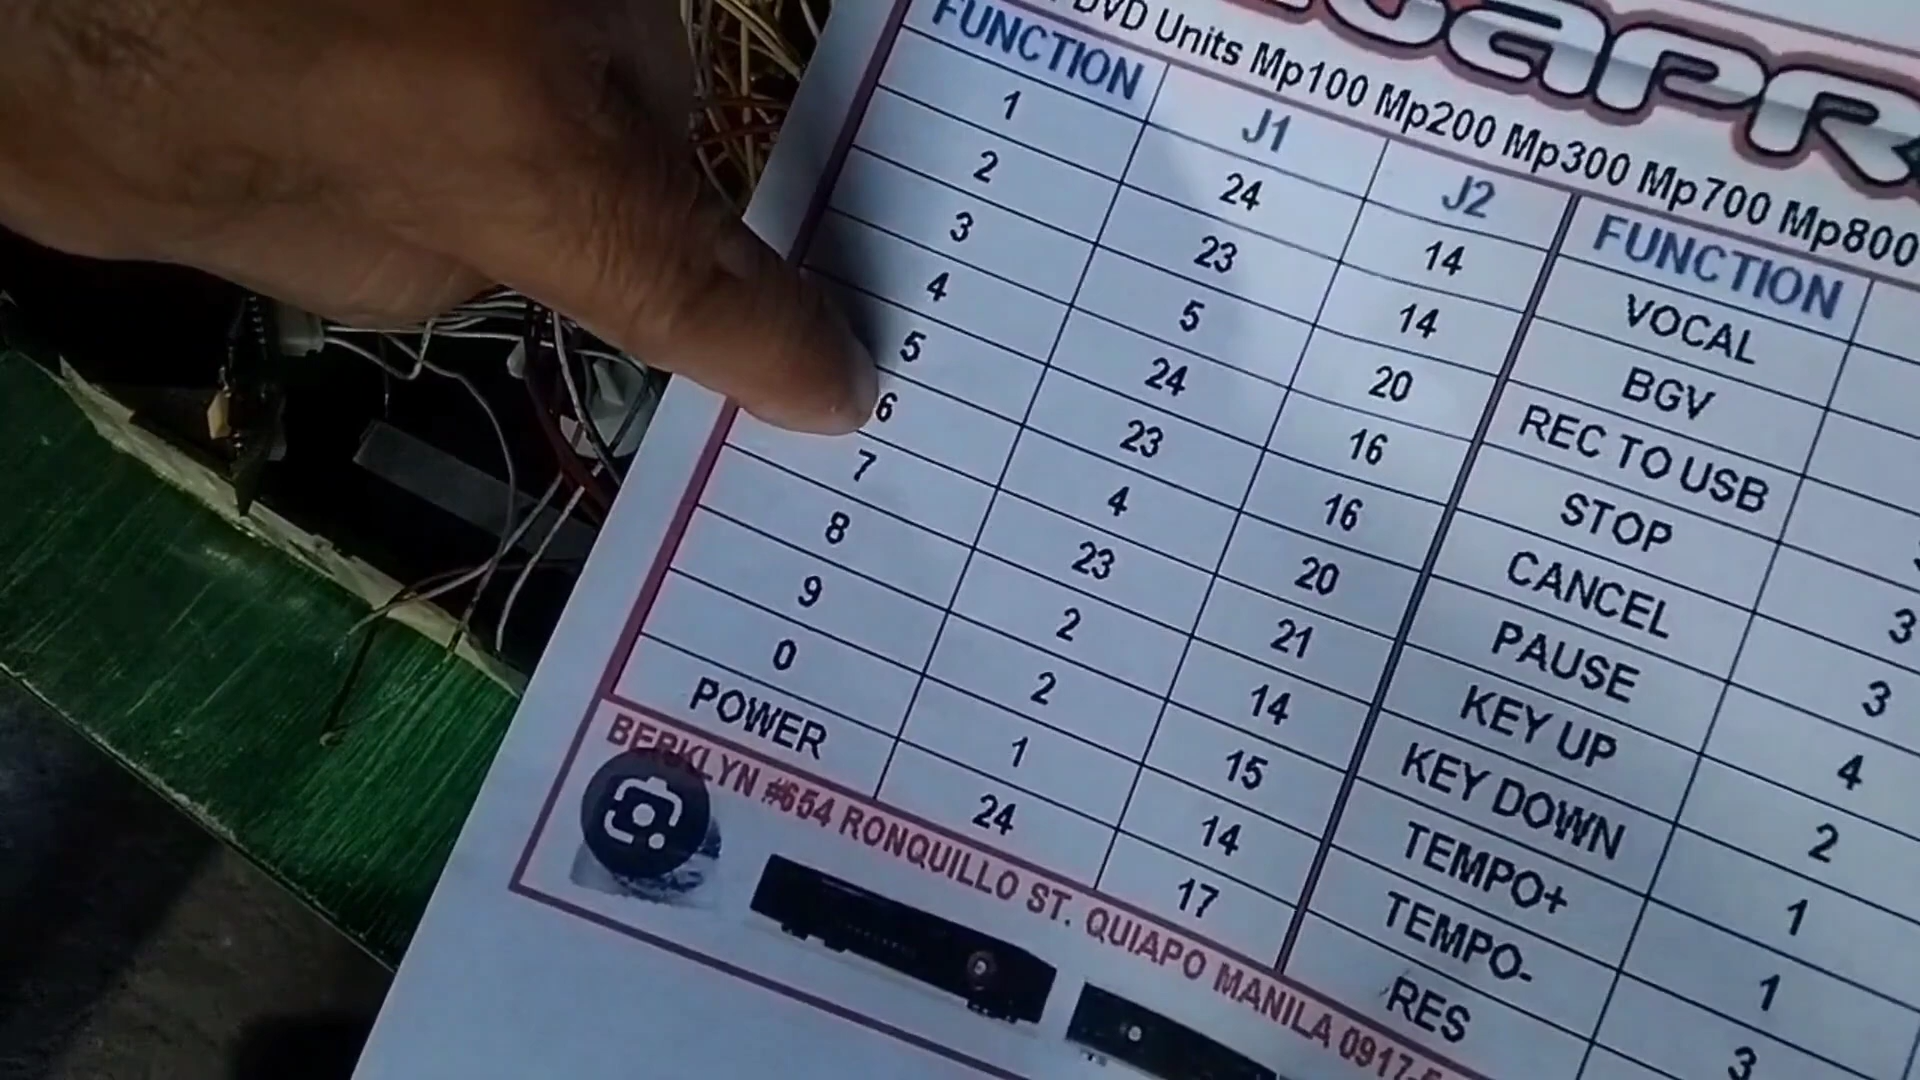 DVD Units Mp100 Mp200 Mp300 Mp700 Mp800
FUNCTION J1 J2 FUNCTION
1 24 14 VOCAL
2 23 14 BGV
3 5 20 REC TO USB
4 24 16 STOP 3
5 23 16 CANCEL 3
6 4 20 PAUSE 4
7 23 21 KEY UP 2
8 2 14 KEY DOWN 1
9 2 15 TEMPO+ 1
0 1 14 TEMPO- 3
POWER 24 17 RES
BERKLYN #654 RONQUILLO ST. QUIAPO MANILA 0917-